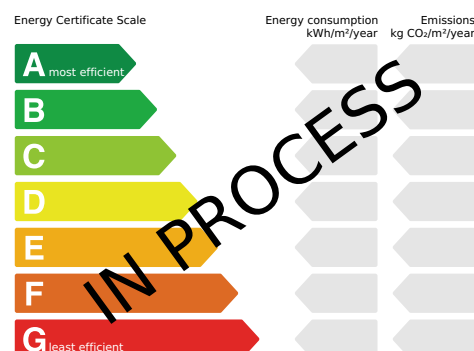 Energy Certificate Scale
Energy consumption
kWh/m²/year
Emissions
kg CO₂/m²/year
A most efficient
B
C
D
E
F
G least efficient
IN PROCESS